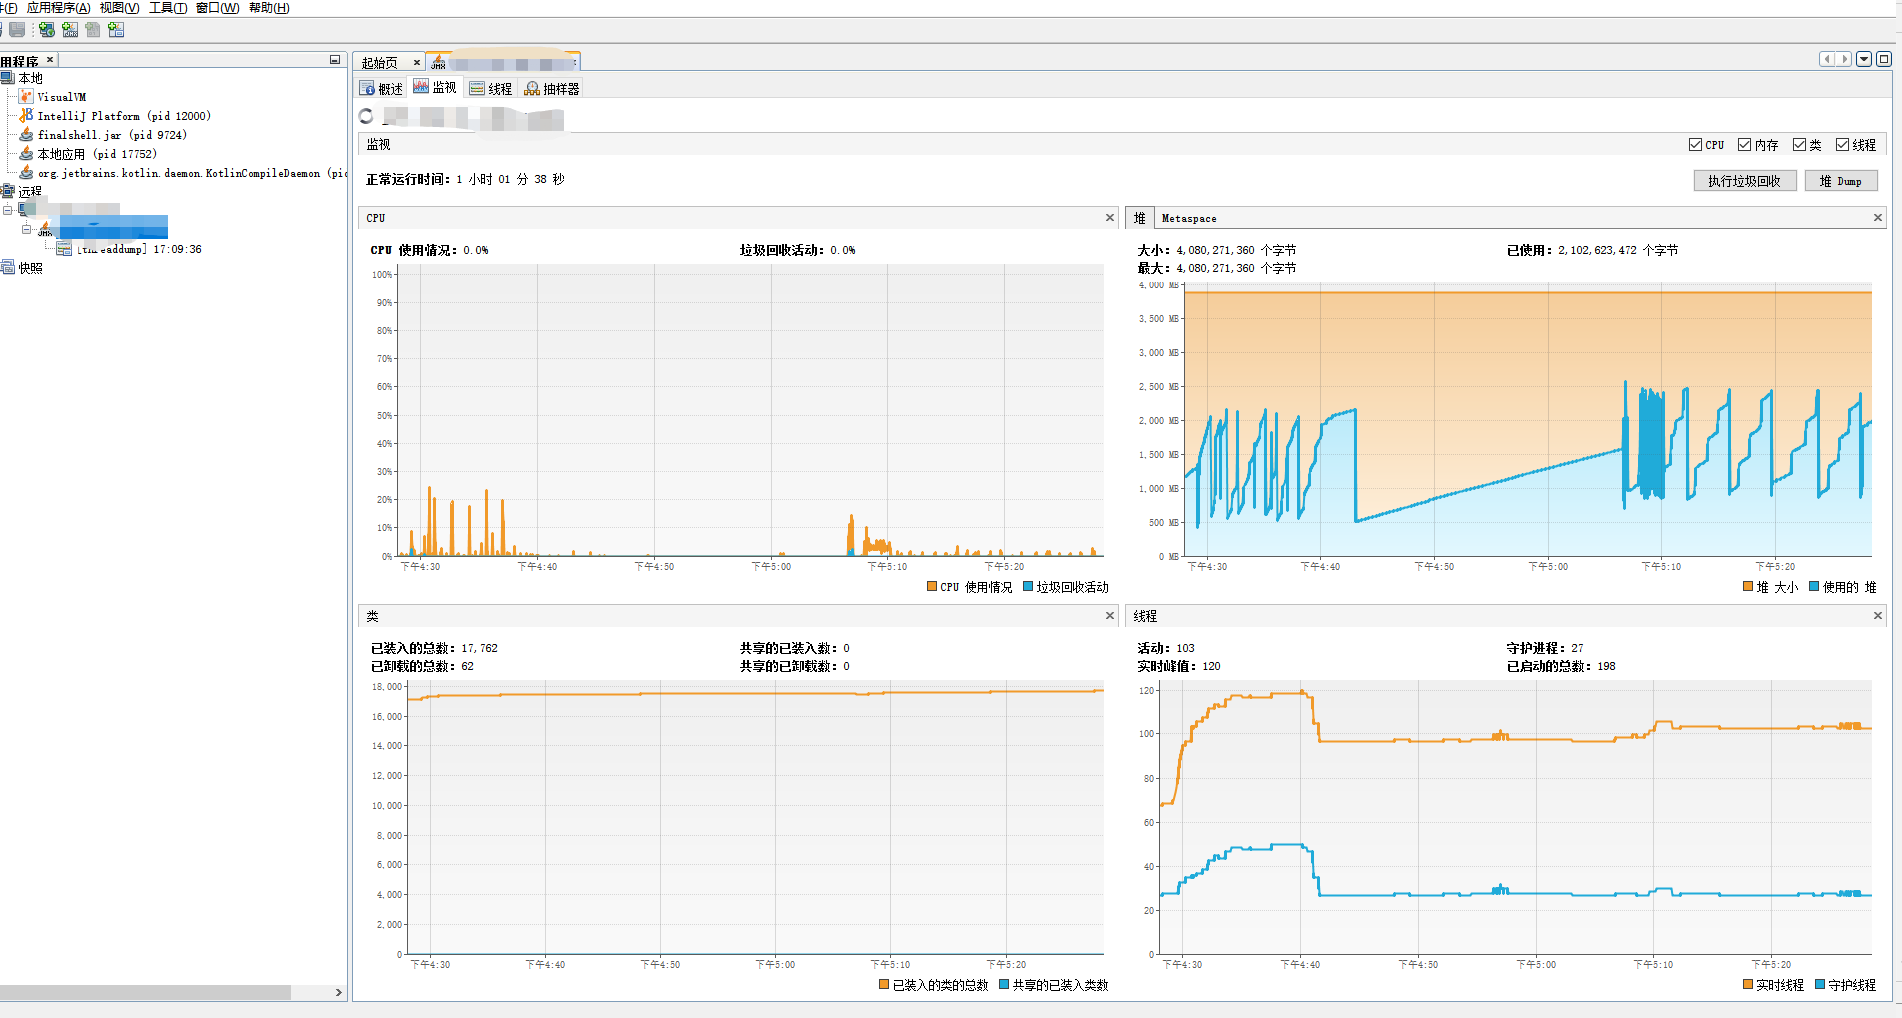 件(F) 应用程序(A) 视图(V) 工具(T) 窗口(W) 帮助(H)
用程序 ×
本地
VisualVM
IntelliJ Platform (pid 12000)
finalshell.jar (pid 9724)
本地应用 (pid 17752)
org.jetbrains.kotlin.daemon.KotlinCompileDaemon (pid
远程
JMX
[threaddump] 17:09:36
快照
起始页 × JMX
概述 监视 线程 抽样器
监视
CPU 内存 类 线程
正常运行时间: 1 小时 01 分 38 秒
执行垃圾回收 堆 Dump
CPU
CPU 使用情况: 0.0% 垃圾回收活动: 0.0%
100%
90%
80%
70%
60%
50%
40%
30%
20%
10%
0%
下午4:30 下午4:40 下午4:50 下午5:00 下午5:10 下午5:20
CPU 使用情况 垃圾回收活动
堆 Metaspace
大小: 4,080,271,360 个字节 已使用: 2,102,623,472 个字节
最大: 4,080,271,360 个字节
4,000 MB
3,500 MB
3,000 MB
2,500 MB
2,000 MB
1,500 MB
1,000 MB
500 MB
0 MB
下午4:30 下午4:40 下午4:50 下午5:00 下午5:10 下午5:20
堆 大小 使用的 堆
类
已装入的总数: 17,762 共享的已装入数: 0
已卸载的总数: 62 共享的已卸载数: 0
18,000
16,000
14,000
12,000
10,000
8,000
6,000
4,000
2,000
0
下午4:30 下午4:40 下午4:50 下午5:00 下午5:10 下午5:20
已装入的类的总数 共享的已装入类数
线程
活动: 103 守护进程: 27
实时峰值: 120 已启动的总数: 198
120
100
80
60
40
20
0
下午4:30 下午4:40 下午4:50 下午5:00 下午5:10 下午5:20
实时线程 守护线程